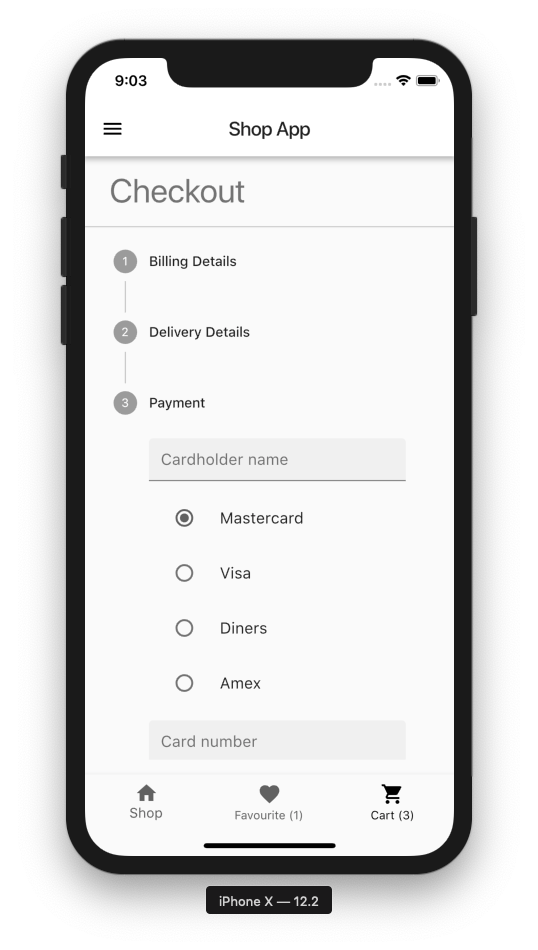 9:03
Shop App
Checkout
1 Billing Details
2 Delivery Details
3 Payment
Cardholder name
Mastercard
Visa
Diners
Amex
Card number
Shop Favourite (1) Cart (3)
iPhone X — 12.2